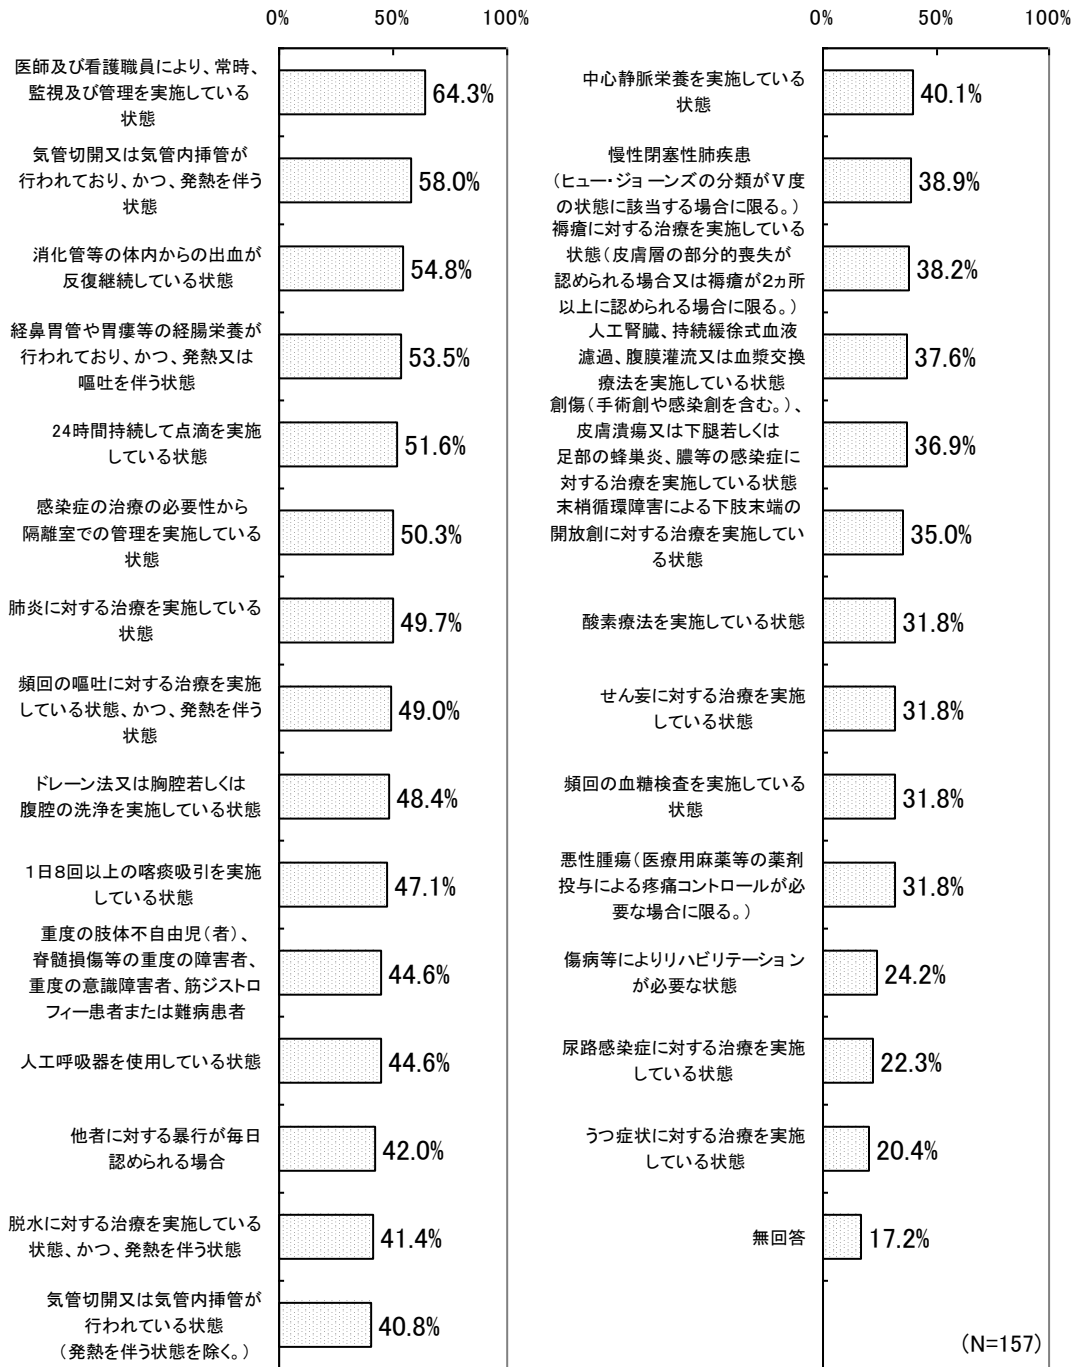 0%
50%
100%
医師及び看護職員により、常時、
監視及び管理を実施している
状態
64.3%
気管切開又は気管内挿管が
行われており、かつ、発熱を伴う
状態
58.0%
消化管等の体内からの出血が
反復継続している状態
54.8%
経鼻胃管や胃瘻等の経腸栄養が
行われており、かつ、発熱又は
嘔吐を伴う状態
53.5%
24時間持続して点滴を実施
している状態
51.6%
感染症の治療の必要性から
隔離室での管理を実施している
状態
50.3%
肺炎に対する治療を実施している
状態
49.7%
頻回の嘔吐に対する治療を実施
している状態、かつ、発熱を伴う
状態
49.0%
ドレーン法又は胸腔若しくは
腹腔の洗浄を実施している状態
48.4%
1日8回以上の喀痰吸引を実施
している状態
47.1%
重度の肢体不自由児(者)、
脊髄損傷等の重度の障害者、
重度の意識障害者、筋ジストロ
フィー患者または難病患者
44.6%
人工呼吸器を使用している状態
44.6%
他者に対する暴行が毎日
認められる場合
42.0%
脱水に対する治療を実施している
状態、かつ、発熱を伴う状態
41.4%
気管切開又は気管内挿管が
行われている状態
(発熱を伴う状態を除く。)
40.8%
0%
50%
100%
中心静脈栄養を実施している
状態
40.1%
慢性閉塞性肺疾患
(ヒュー・ジョーンズの分類がⅤ度
の状態に該当する場合に限る。)
38.9%
褥瘡に対する治療を実施している
状態(皮膚層の部分的喪失が
認められる場合又は褥瘡が2ヵ所
以上に認められる場合に限る。)
38.2%
人工腎臓、持続緩徐式血液
濾過、腹膜灌流又は血漿交換
療法を実施している状態
37.6%
創傷(手術創や感染創を含む。)、
皮膚潰瘍又は下腿若しくは
足部の蜂巣炎、膿等の感染症に
対する治療を実施している状態
36.9%
末梢循環障害による下肢末端の
開放創に対する治療を実施してい
る状態
35.0%
酸素療法を実施している状態
31.8%
せん妄に対する治療を実施
している状態
31.8%
頻回の血糖検査を実施している
状態
31.8%
悪性腫瘍(医療用麻薬等の薬剤
投与による疼痛コントロールが必
要な場合に限る。)
31.8%
傷病等によりリハビリテーション
が必要な状態
24.2%
尿路感染症に対する治療を実施
している状態
22.3%
うつ症状に対する治療を実施
している状態
20.4%
無回答
17.2%
(N=157)